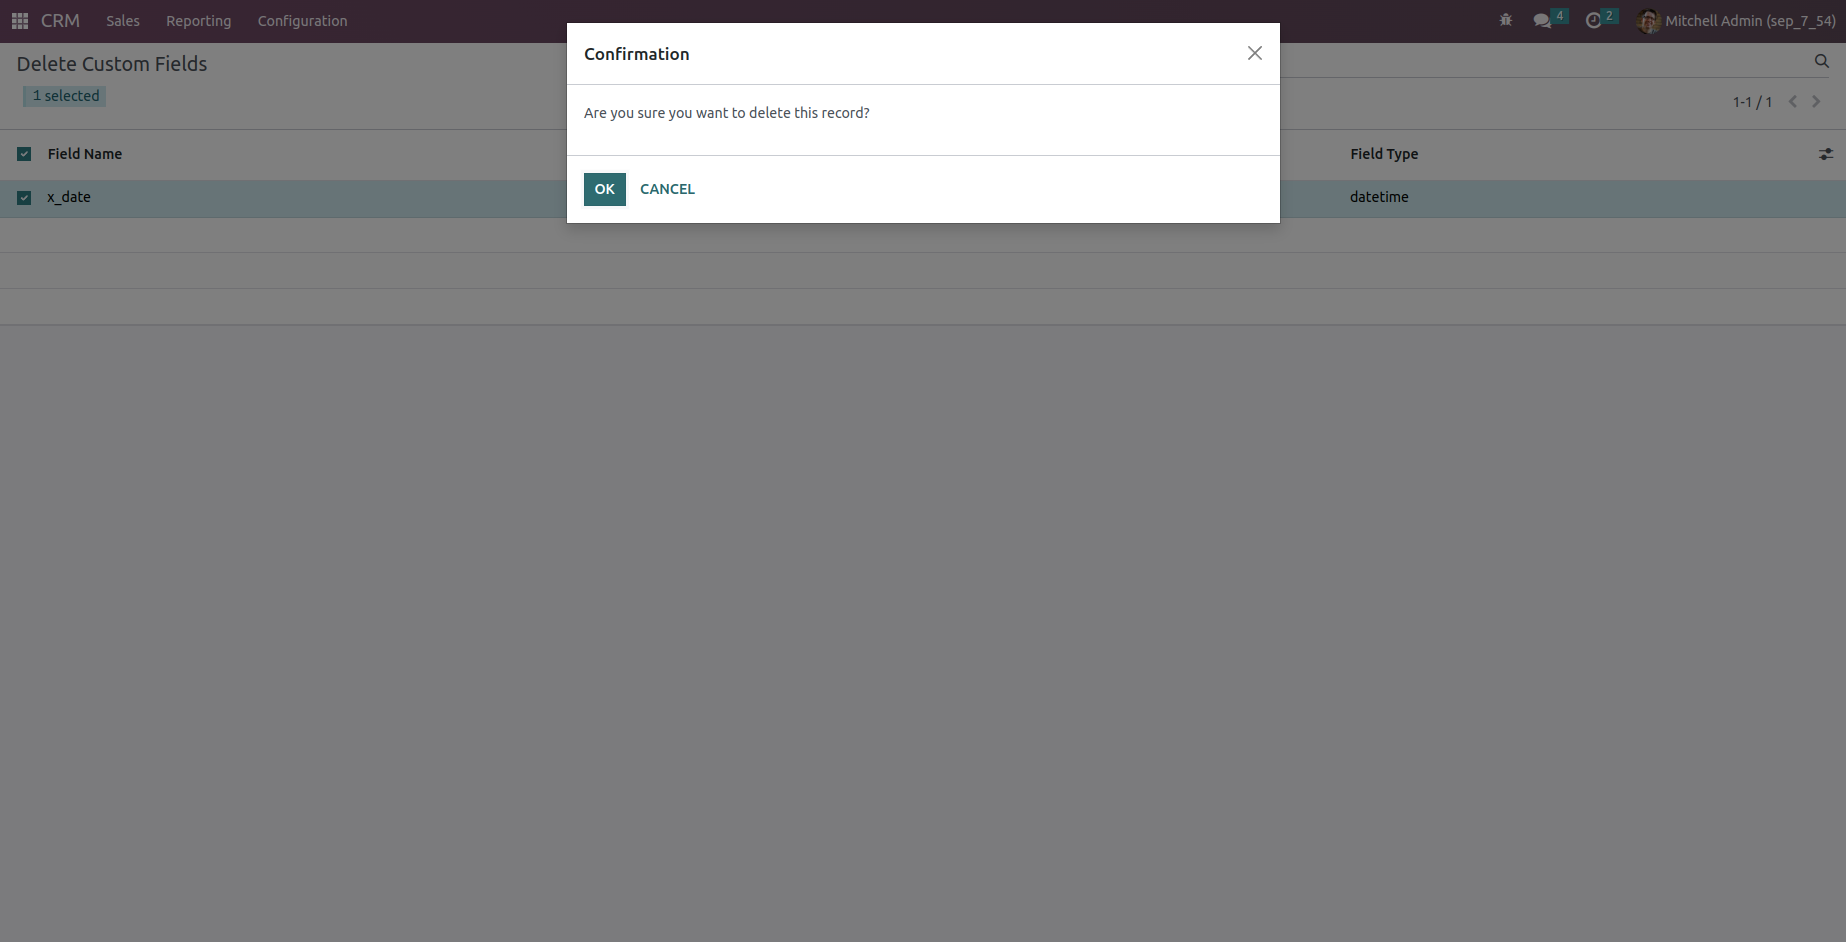 CRM Sales Reporting Configuration 4 2 Mitchell Admin (sep_7_54)
Confirmation
Delete Custom Fields
1 selected
1-1 / 1
Are you sure you want to delete this record?
Field Name Field Type
OK CANCEL
x_date datetime